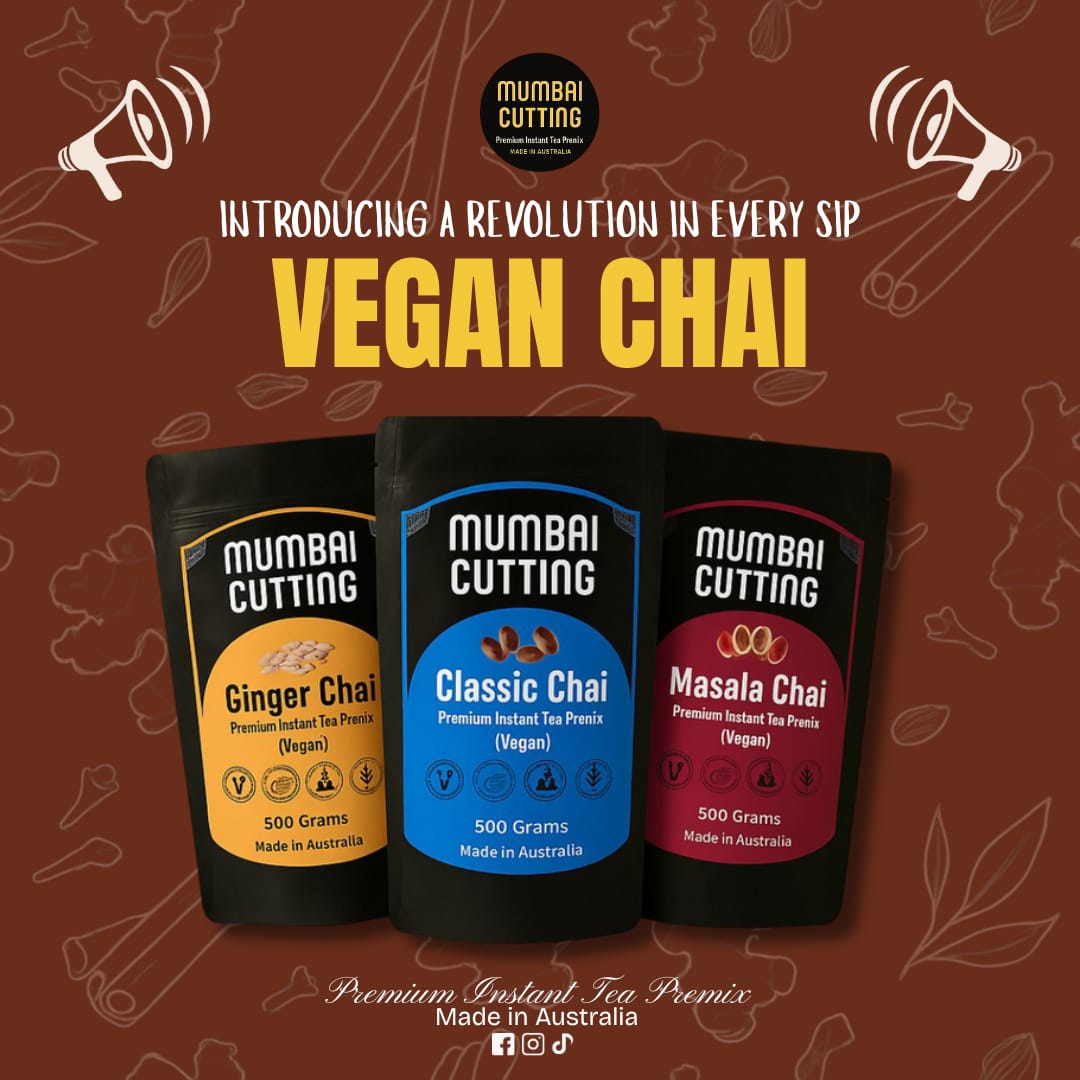 MUMBAI
CUTTING
Premium Instant Tea Prenix
MADE IN AUSTRALIA
INTRODUCING A REVOLUTION IN EVERY SIP
VEGAN CHAI
MUMBAI
CUTTING
Ginger Chai
Premium Instant Tea Prenix
(Vegan)
500 Grams
Made in Australia
MUMBAI
CUTTING
Classic Chai
Premium Instant Tea Prenix
(Vegan)
500 Grams
Made in Australia
MUMBAI
CUTTING
Masala Chai
Premium Instant Tea Prenix
(Vegan)
500 Grams
Made in Australia
Premium Instant Tea Premix
Made in Australia